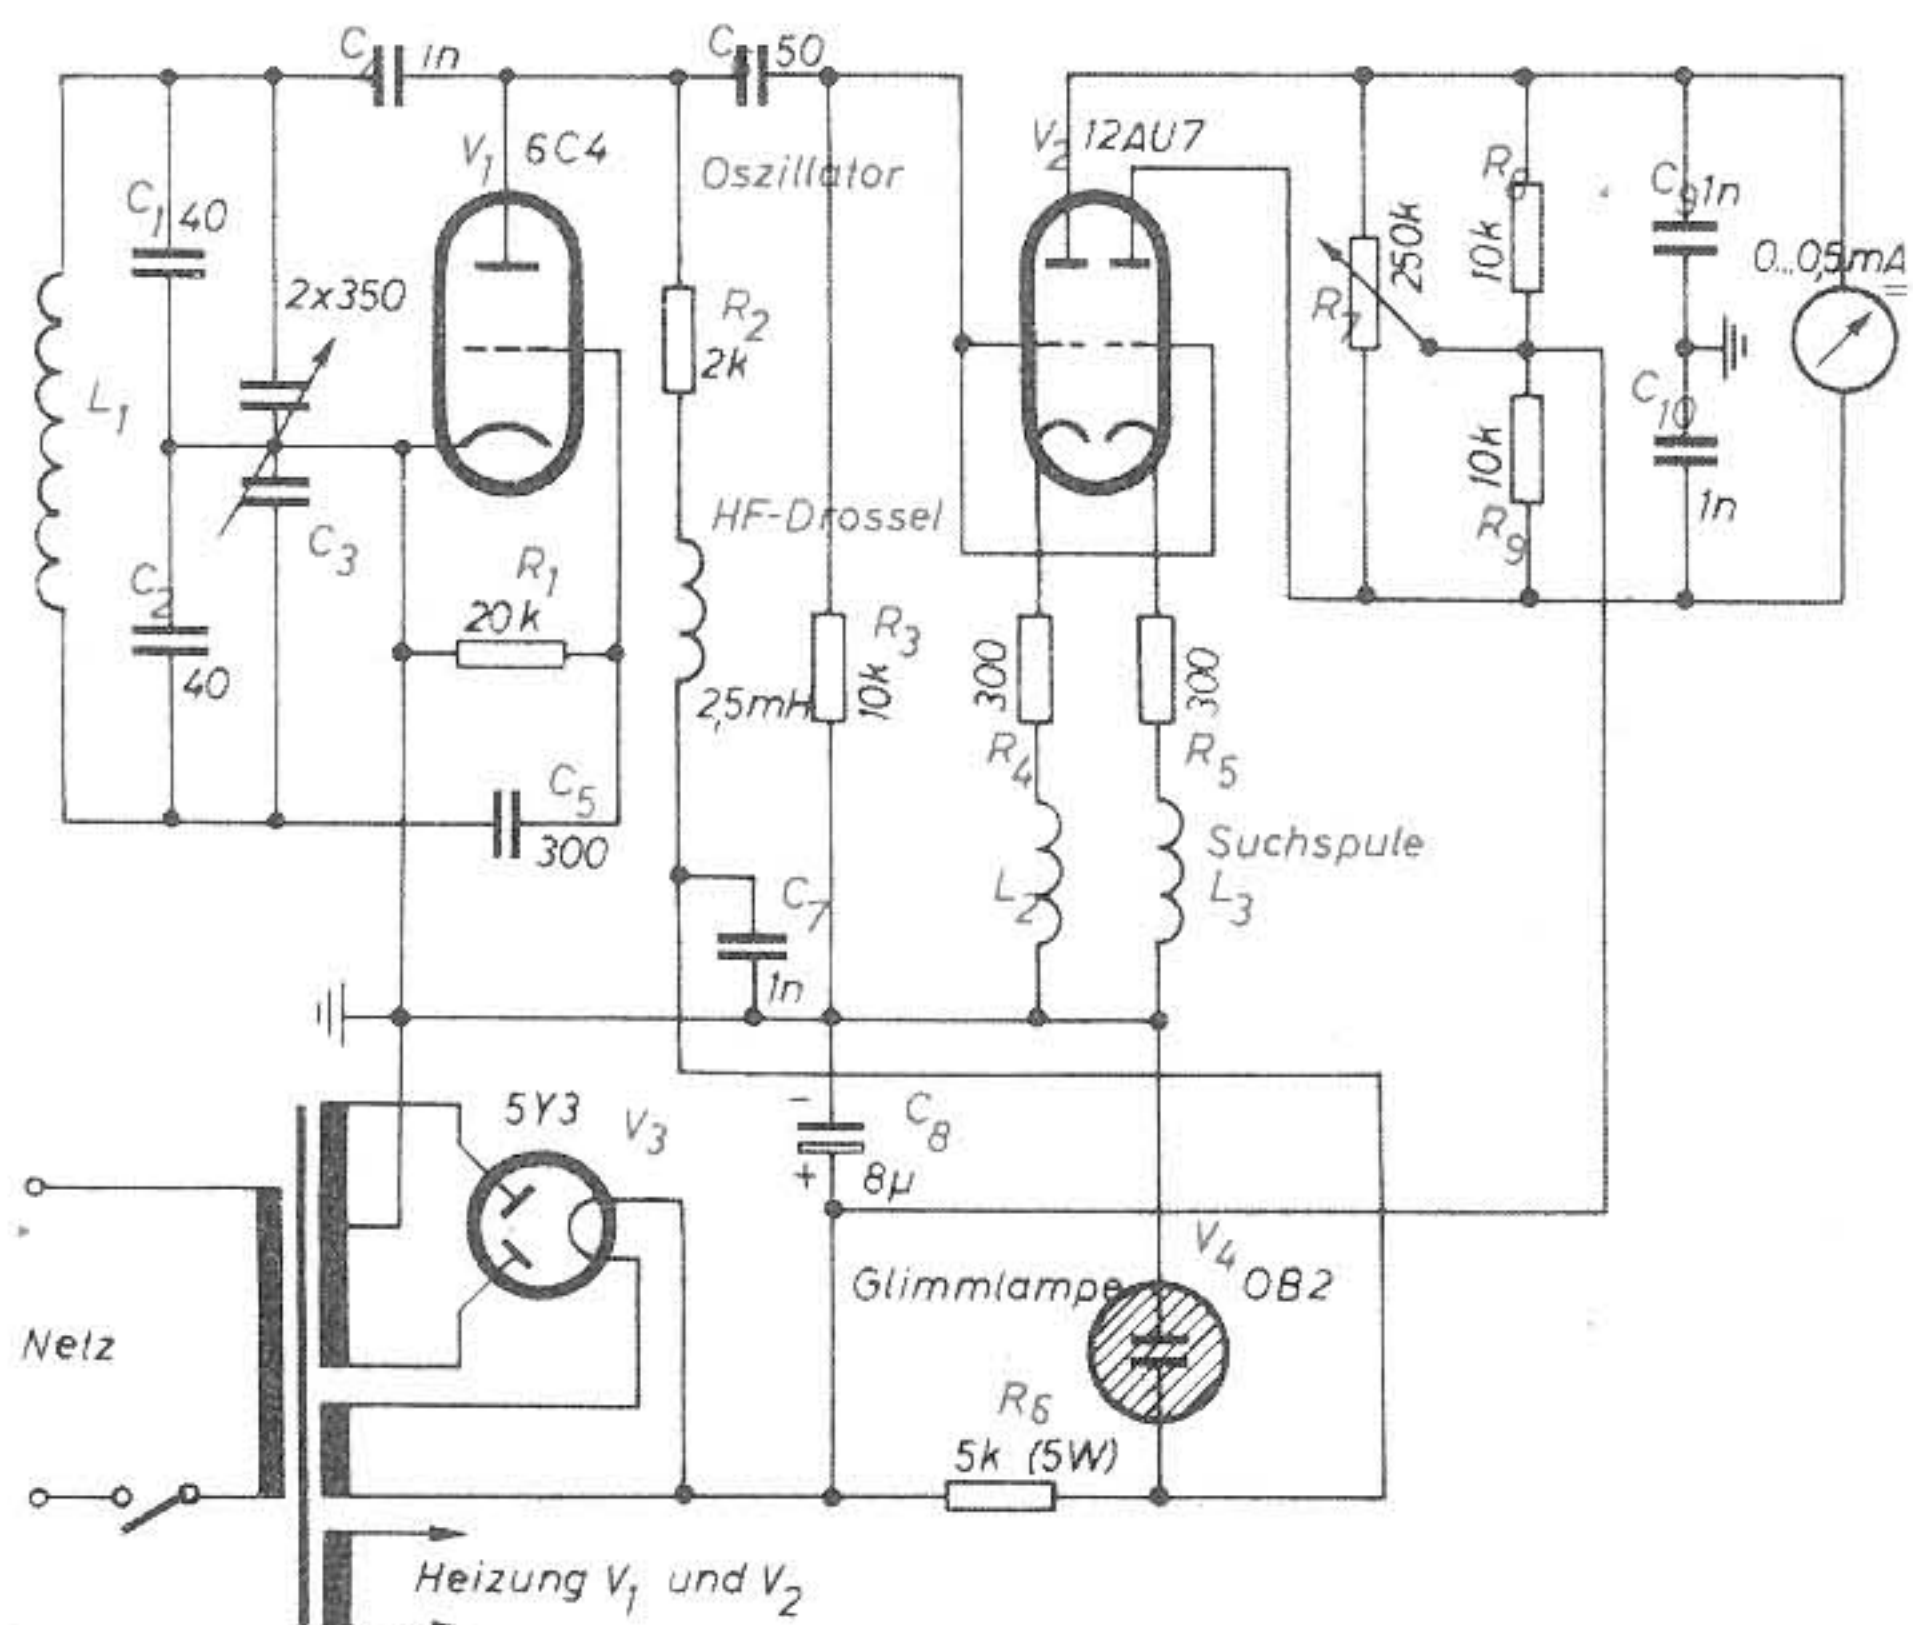 C4 1n
C 50
V1 6C4
Oszillator
V2 12AU7
C1 40
2x350
L1
C3
C2
40
R1
20k
C5
300
R2
2k
HF-Drossel
2,5mH
R3
10k
C7
1n
300
R4
300
R5
L2
Suchspule
L3
R7
250k
R8
10k
10k
R9
C9 1n
C10
1n
0...0,5mA
5Y3
V3
-
C8
+
8µ
V4
Glimmlampe
OB2
R6
5k (5W)
Netz
Heizung V1 und V2